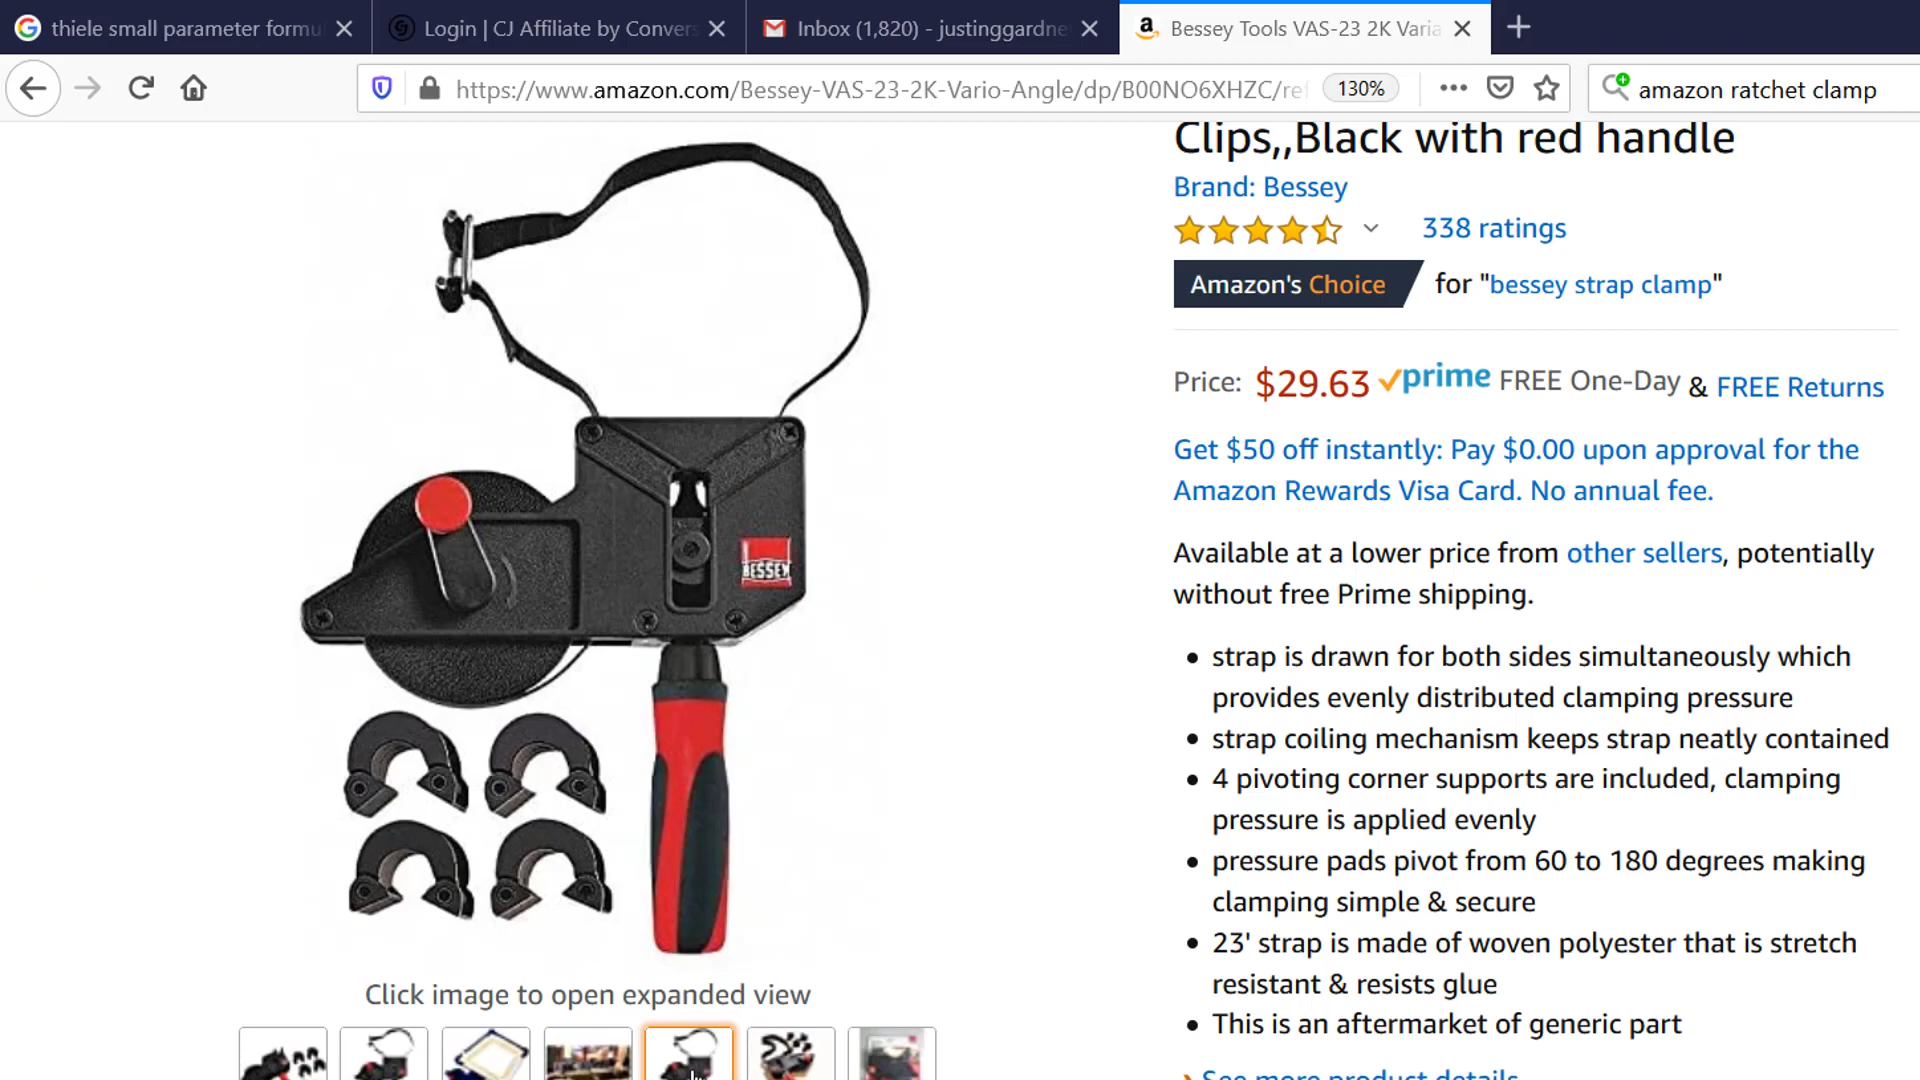 thiele small parameter formu
Login | CJ Affiliate by Convers
Inbox (1,820) - justinggardne
Bessey Tools VAS-23 2K Varia
https://www.amazon.com/Bessey-VAS-23-2K-Vario-Angle/dp/B00NO6XHZC/ref
130%
amazon ratchet clamp
Clips,,Black with red handle
Brand: Bessey
338 ratings
Amazon's Choice for "bessey strap clamp"
Price: $29.63 prime FREE One-Day & FREE Returns
Get $50 off instantly: Pay $0.00 upon approval for the
Amazon Rewards Visa Card. No annual fee.
Available at a lower price from other sellers, potentially
without free Prime shipping.
• strap is drawn for both sides simultaneously which
provides evenly distributed clamping pressure
• strap coiling mechanism keeps strap neatly contained
• 4 pivoting corner supports are included, clamping
pressure is applied evenly
• pressure pads pivot from 60 to 180 degrees making
clamping simple & secure
• 23' strap is made of woven polyester that is stretch
resistant & resists glue
• This is an aftermarket of generic part
See more product details
BESSEY
Click image to open expanded view